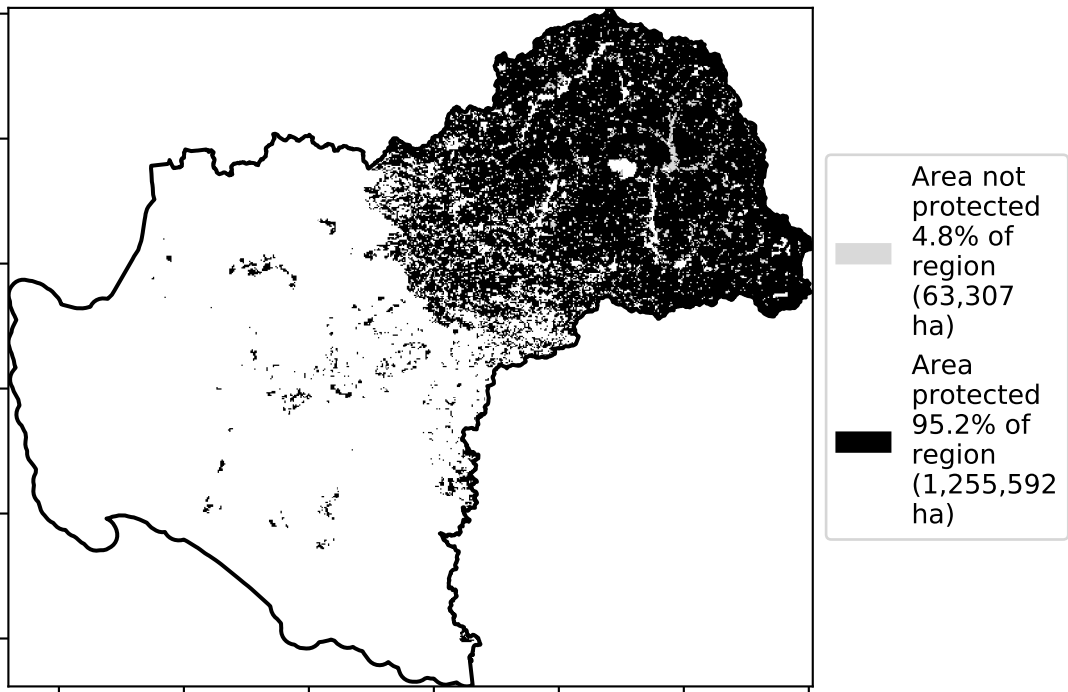 Area not
protected
4.8% of
region
(63,307
ha)
Area
protected
95.2% of
region
(1,255,592
ha)